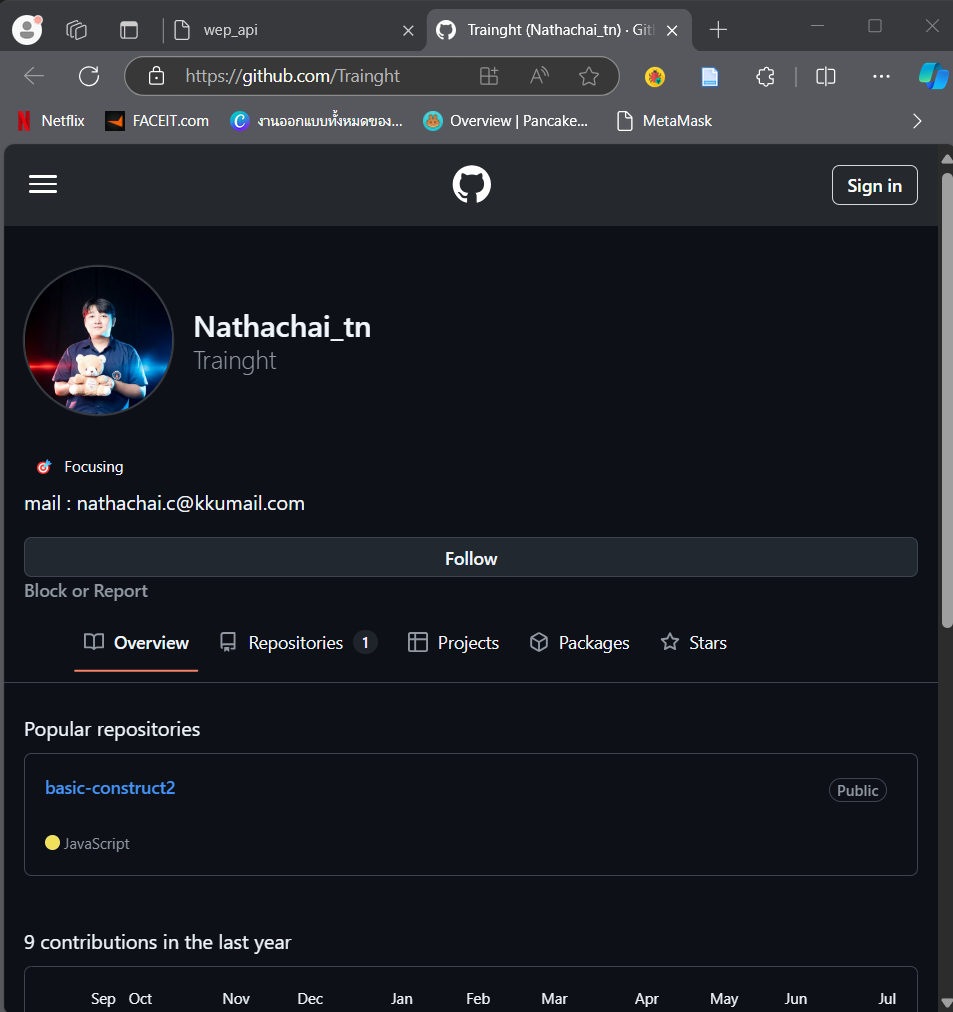 wep_api
Trainght (Nathachai_tn) · Git
https://github.com/Trainght
Netflix
FACEIT.com
งานออกแบบทั้งหมดของ...
Overview | Pancake...
MetaMask
Sign in
Nathachai_tn
Trainght
Focusing
mail : nathachai.c@kkumail.com
Follow
Block or Report
Overview
Repositories 1
Projects
Packages
Stars
Popular repositories
basic-construct2
Public
JavaScript
9 contributions in the last year
Sep Oct Nov Dec Jan Feb Mar Apr May Jun Jul